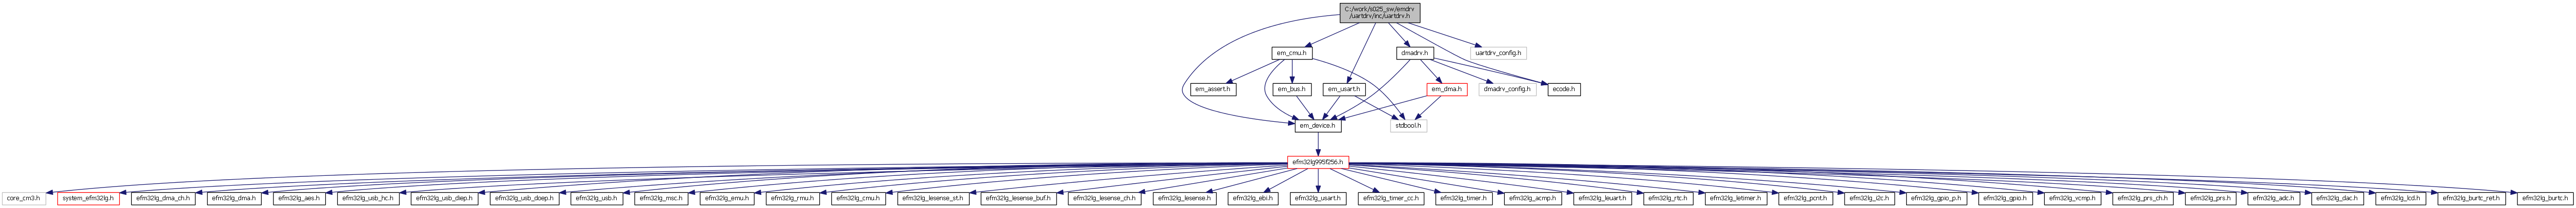 C:/work/s025_sw/emdrv
/uartdrv/inc/uartdrv.h
em_cmu.h
dmadrv.h
uartdrv_config.h
em_assert.h
em_bus.h
em_usart.h
em_dma.h
dmadrv_config.h
ecode.h
em_device.h
stdbool.h
efm32lg995f256.h
core_cm3.h
system_efm32lg.h
efm32lg_dma_ch.h
efm32lg_dma.h
efm32lg_aes.h
efm32lg_usb_hc.h
efm32lg_usb_diep.h
efm32lg_usb_doep.h
efm32lg_usb.h
efm32lg_msc.h
efm32lg_emu.h
efm32lg_rmu.h
efm32lg_cmu.h
efm32lg_lesense_st.h
efm32lg_lesense_buf.h
efm32lg_lesense_ch.h
efm32lg_lesense.h
efm32lg_ebi.h
efm32lg_usart.h
efm32lg_timer_cc.h
efm32lg_timer.h
efm32lg_acmp.h
efm32lg_leuart.h
efm32lg_rtc.h
efm32lg_letimer.h
efm32lg_pcnt.h
efm32lg_i2c.h
efm32lg_gpio_p.h
efm32lg_gpio.h
efm32lg_vcmp.h
efm32lg_prs_ch.h
efm32lg_prs.h
efm32lg_adc.h
efm32lg_dac.h
efm32lg_lcd.h
efm32lg_burtc_ret.h
efm32lg_burtc.h